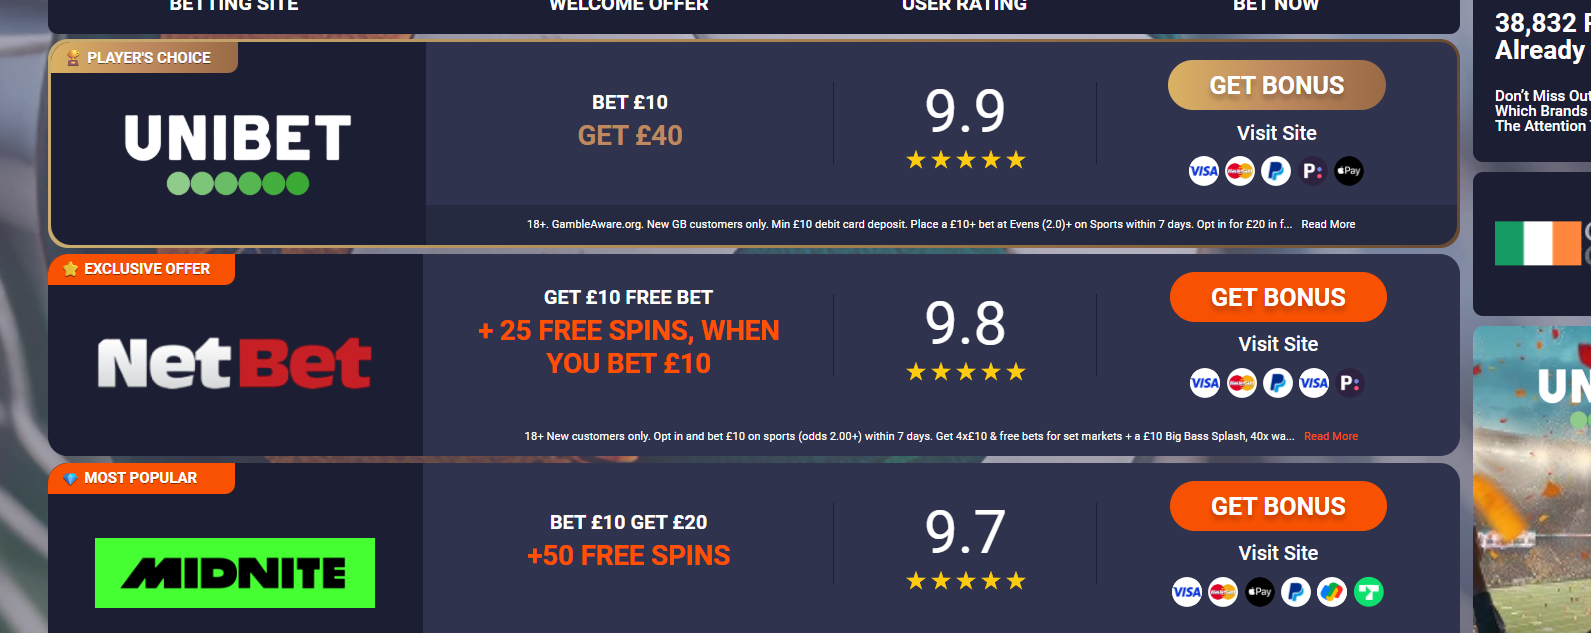 BETTING SITE
WELCOME OFFER
USER RATING
BET NOW
PLAYER'S CHOICE
UNIBET
BET £10
GET £40
9.9
GET BONUS
Visit Site
VISA
MasterCard
P
P:
Pay
18+. GambleAware.org. New GB customers only. Min £10 debit card deposit. Place a £10+ bet at Evens (2.0)+ on Sports within 7 days. Opt in for £20 in f... Read More
EXCLUSIVE OFFER
NetBet
GET £10 FREE BET
+ 25 FREE SPINS, WHEN
YOU BET £10
9.8
GET BONUS
Visit Site
VISA
MasterCard
P
VISA
P:
18+ New customers only. Opt in and bet £10 on sports (odds 2.00+) within 7 days. Get 4x£10 & free bets for set markets + a £10 Big Bass Splash, 40x wa... Read More
MOST POPULAR
MIDNITE
BET £10 GET £20
+50 FREE SPINS
9.7
GET BONUS
Visit Site
VISA
MasterCard
Pay
P
38,832
Already
Don't Miss Out
Which Brands
The Attention
UN